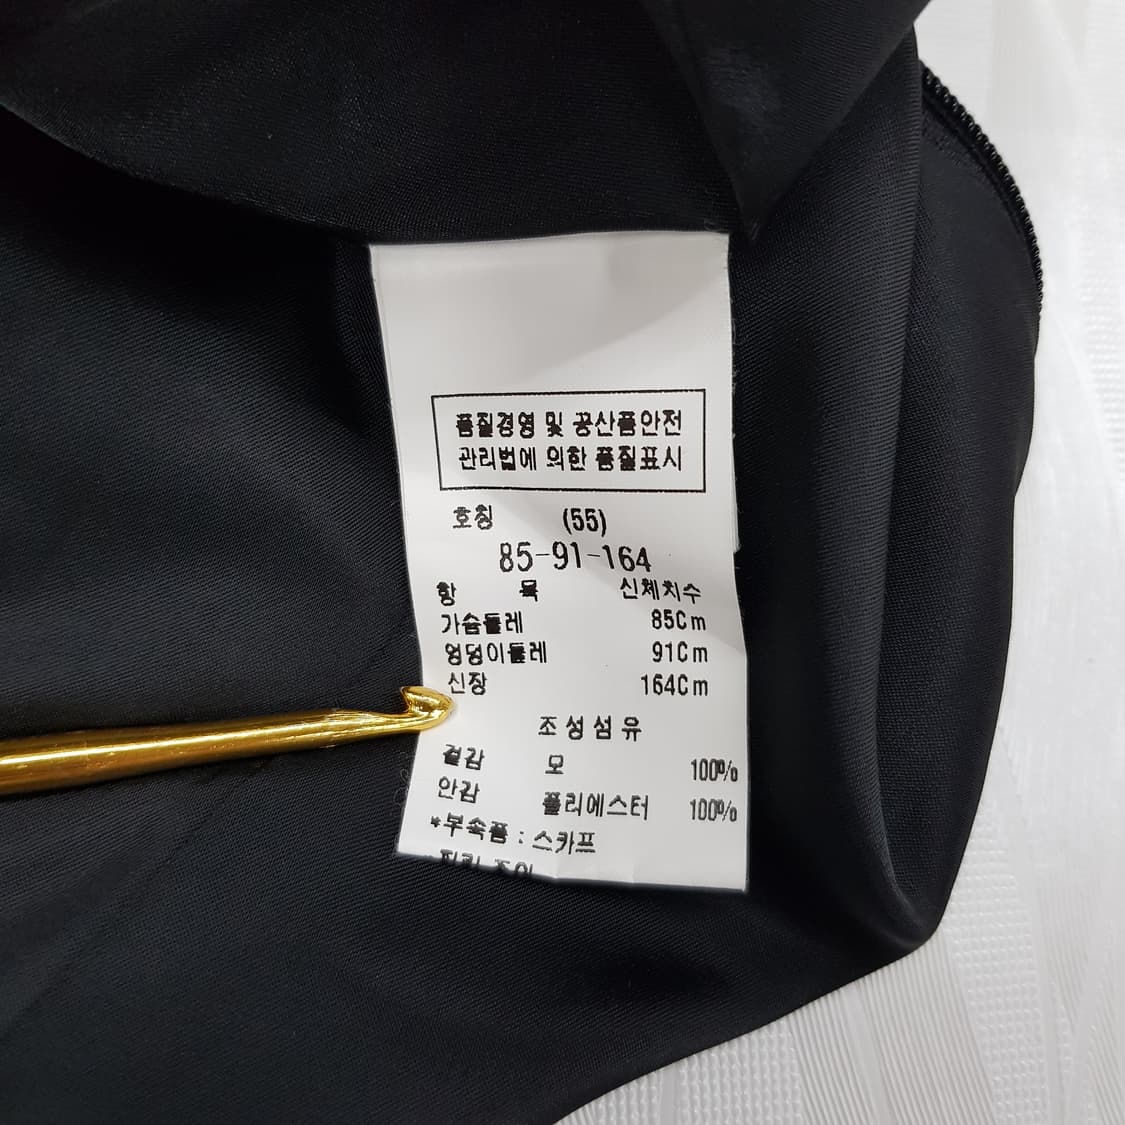 품질경영 및 공산품안전
관리법에 의한 품질표시
호칭 (55)
85-91-164
항 목 신체치수
가슴둘레 85Cm
엉덩이둘레 91Cm
신장 164Cm
조성섬유
겉감 모 100%
안감 폴리에스터 100%
*부속품 : 스카프